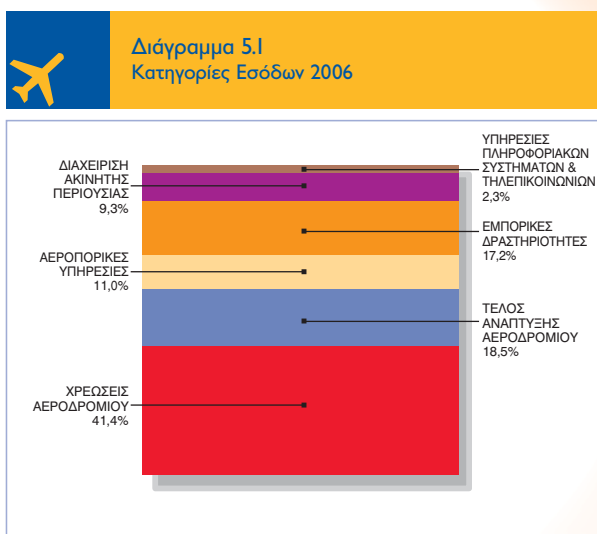 Διάγραμμα 5.1
Κατηγορίες Εσόδων 2006
ΔΙΑΧΕΙΡΙΣΗ
ΑΚΙΝΗΤΗΣ
ΠΕΡΙΟΥΣΙΑΣ
9,3%
ΑΕΡΟΠΟΡΙΚΕΣ
ΥΠΗΡΕΣΙΕΣ
11,0%
ΧΡΕΩΣΕΙΣ
ΑΕΡΟΔΡΟΜΙΟΥ
41,4%
ΥΠΗΡΕΣΙΕΣ
ΠΛΗΡΟΦΟΡΙΑΚΩΝ
ΣΥΣΤΗΜΑΤΩΝ &
ΤΗΛΕΠΙΚΟΙΝΩΝΙΩΝ
2,3%
ΕΜΠΟΡΙΚΕΣ
ΔΡΑΣΤΗΡΙΟΤΗΤΕΣ
17,2%
ΤΕΛΟΣ
ΑΝΑΠΤΥΞΗΣ
ΑΕΡΟΔΡΟΜΙΟΥ
18,5%